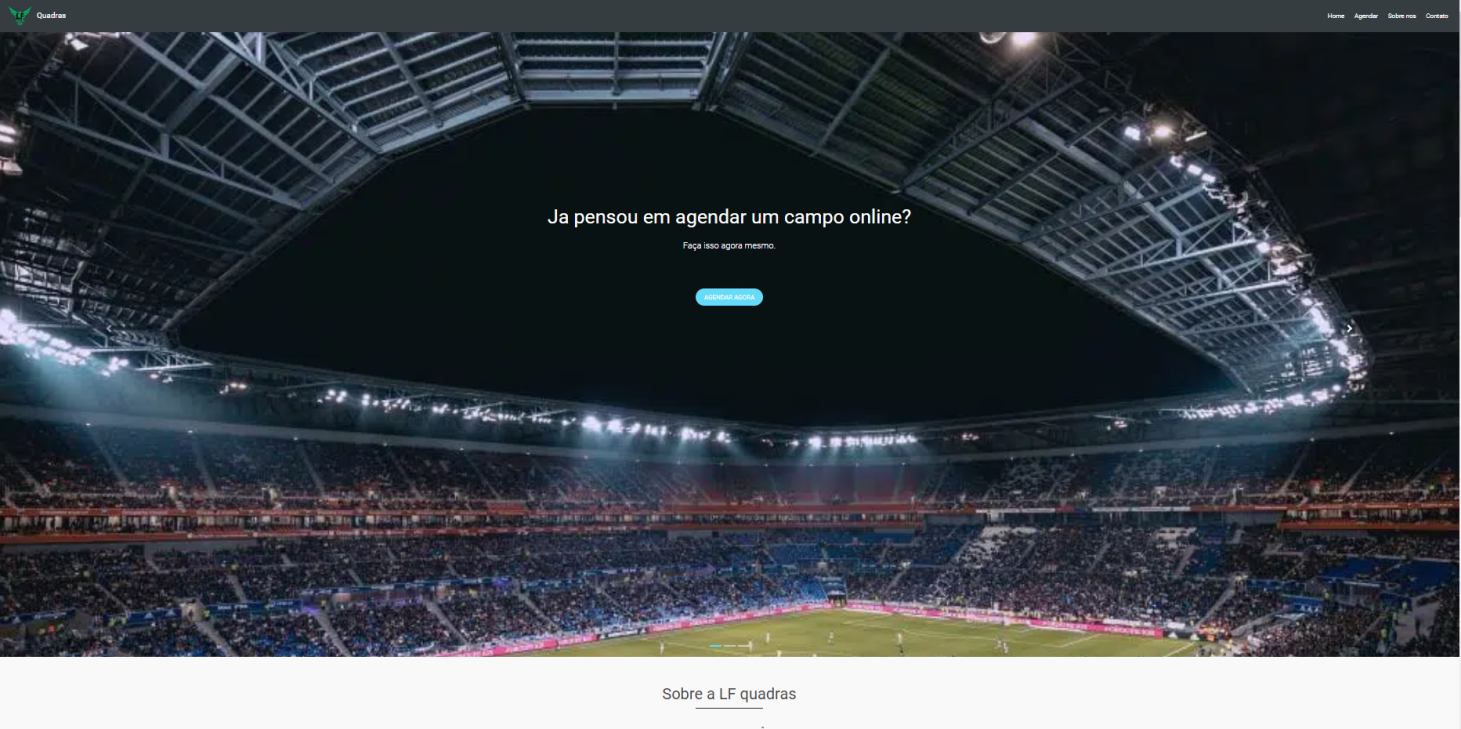 LF
Quadras
Home Agendar Sobre nos Contato
Ja pensou em agendar um campo online?
Faça isso agora mesmo.
AGENDAR AGORA
Sobre a LF quadras